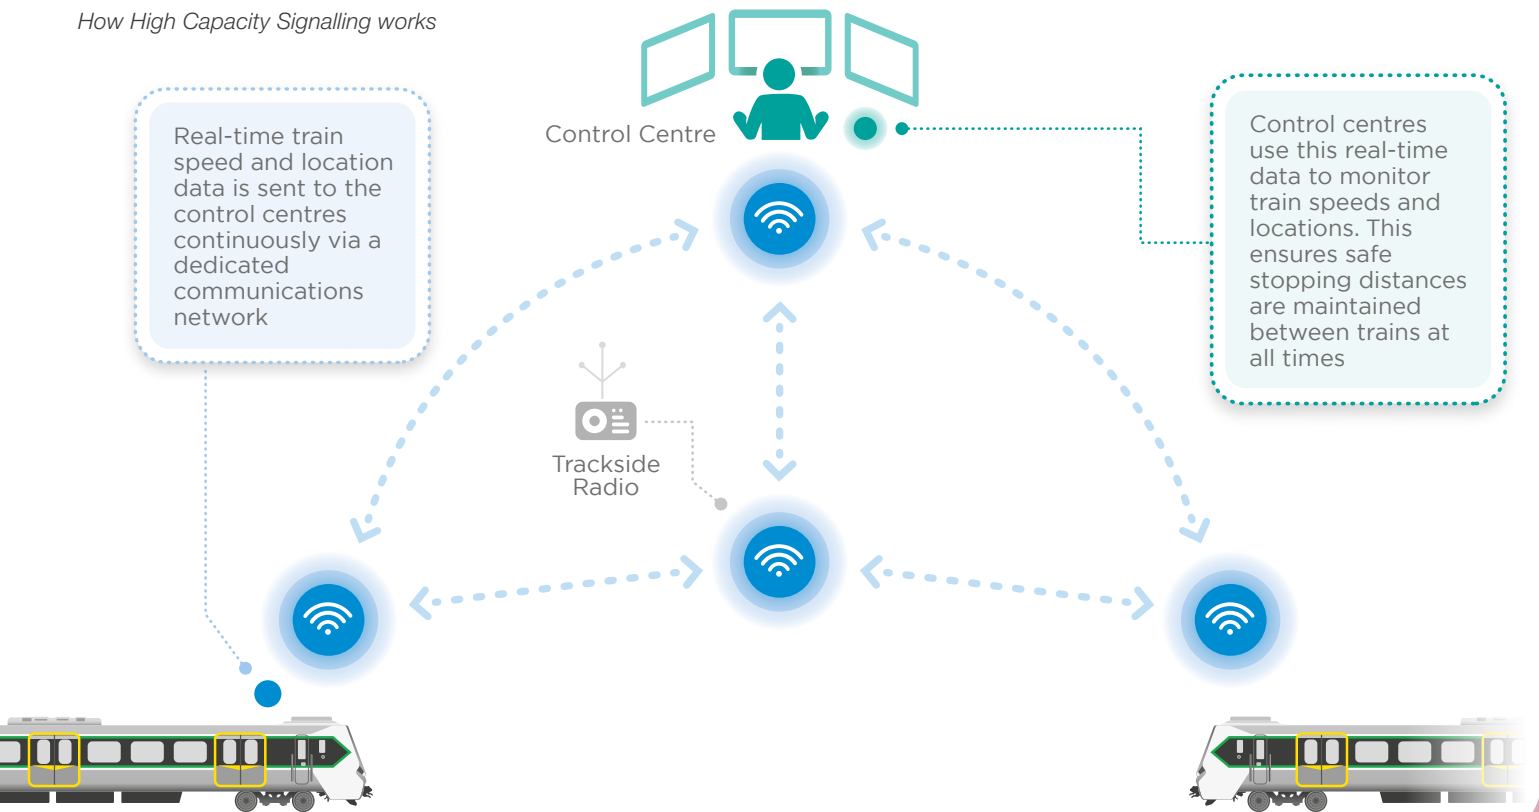 How High Capacity Signalling works
Real-time train
speed and location
data is sent to the
control centres
continuously via a
dedicated
communications
network
Control Centre
Control centres
use this real-time
data to monitor
train speeds and
locations. This
ensures safe
stopping distances
are maintained
between trains at
all times
Trackside
Radio